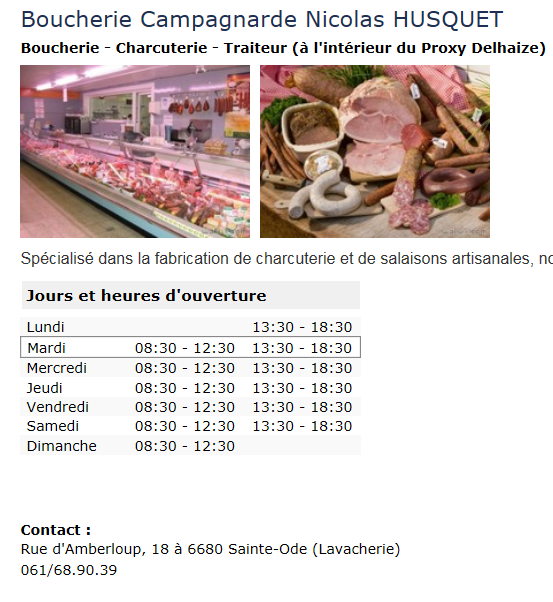 Boucherie Campagnarde Nicolas HUSQUET
Boucherie - Charcuterie - Traiteur (à l'intérieur du Proxy Delhaize)
Spécialisé dans la fabrication de charcuterie et de salaisons artisanales, no
Jours et heures d'ouverture
Lundi 13:30 - 18:30
Mardi 08:30 - 12:30 13:30 - 18:30
Mercredi 08:30 - 12:30 13:30 - 18:30
Jeudi 08:30 - 12:30 13:30 - 18:30
Vendredi 08:30 - 12:30 13:30 - 18:30
Samedi 08:30 - 12:30 13:30 - 18:30
Dimanche 08:30 - 12:30
Contact :
Rue d'Amberloup, 18 à 6680 Sainte-Ode (Lavacherie)
061/68.90.39